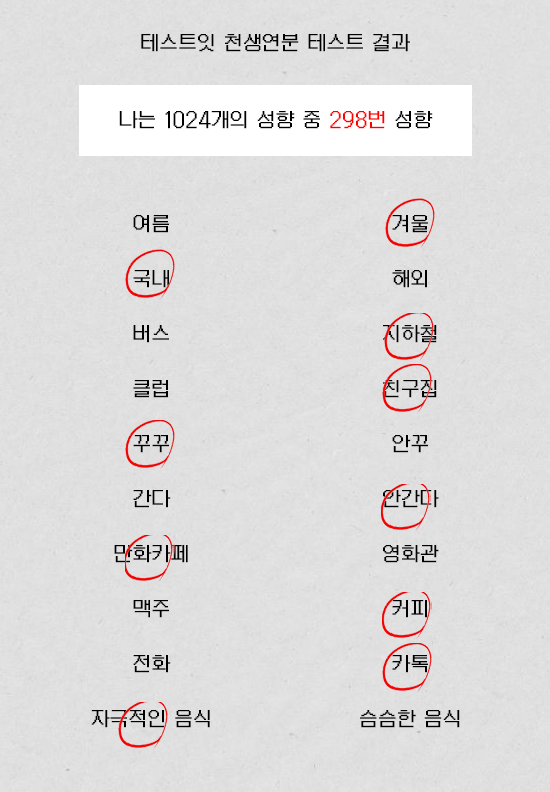 테스트잇 천생연분 테스트 결과
나는 1024개의 성향 중 298번 성향
여름 겨울
국내 해외
버스 지하철
클럽 친구집
꾸꾸 안꾸
간다 안간다
만화카페 영화관
맥주 커피
전화 카톡
자극적인 음식 슴슴한 음식